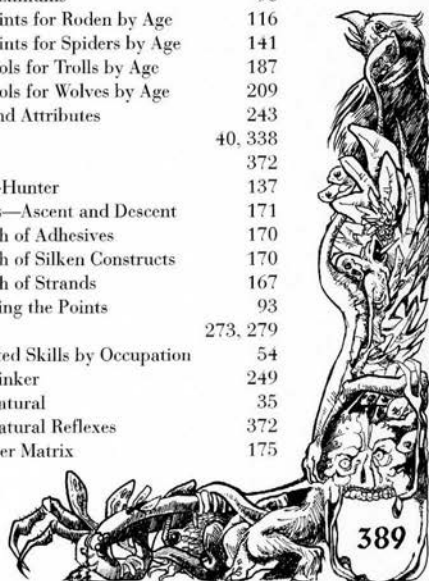 ints for Roden by Age 116
ints for Spiders by Age 141
ols for Trolls by Age 187
ols for Wolves by Age 209
nd Attributes 243
40, 338
372
-Hunter 137
s—Ascent and Descent 171
h of Adhesives 170
h of Silken Constructs 170
h of Strands 167
ing the Points 93
273, 279
ted Skills by Occupation 54
inker 249
atural 35
atural Reflexes 372
er Matrix 175
389